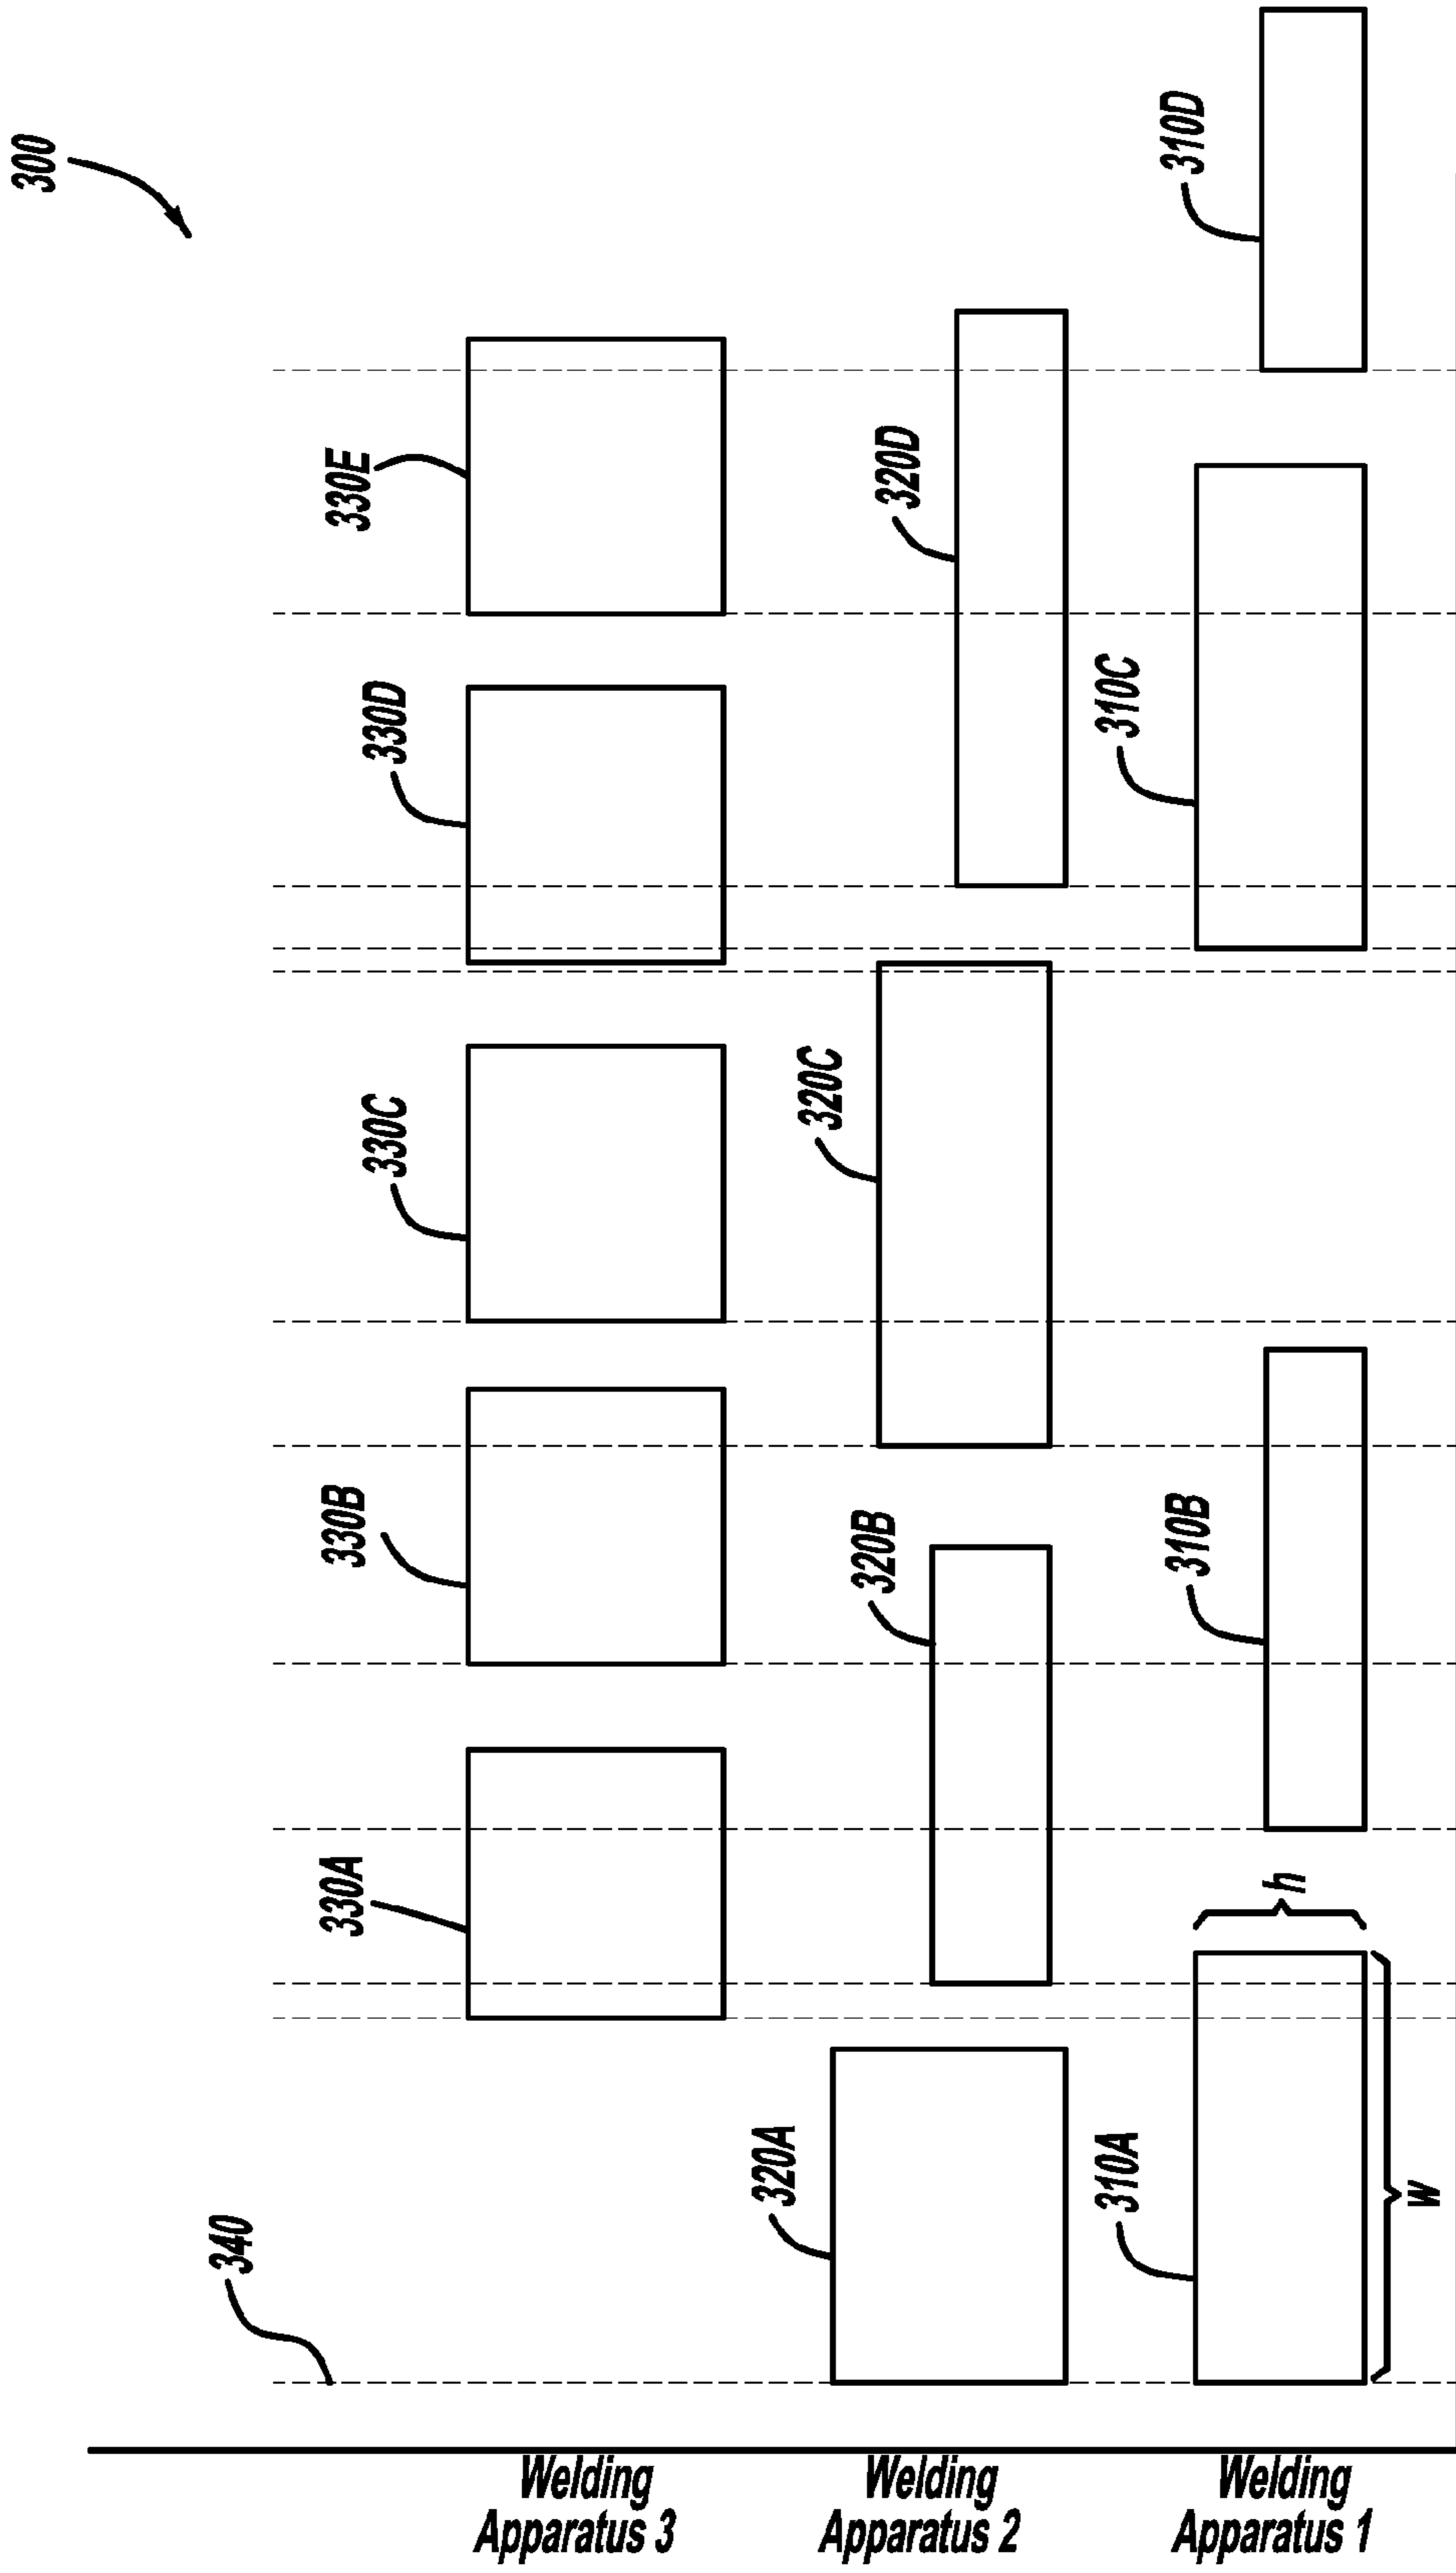 300
340
330A
330B
330C
330D
330E
320A
320B
320C
320D
310A
310B
310C
310D
h
w
Welding
Apparatus 3
Welding
Apparatus 2
Welding
Apparatus 1